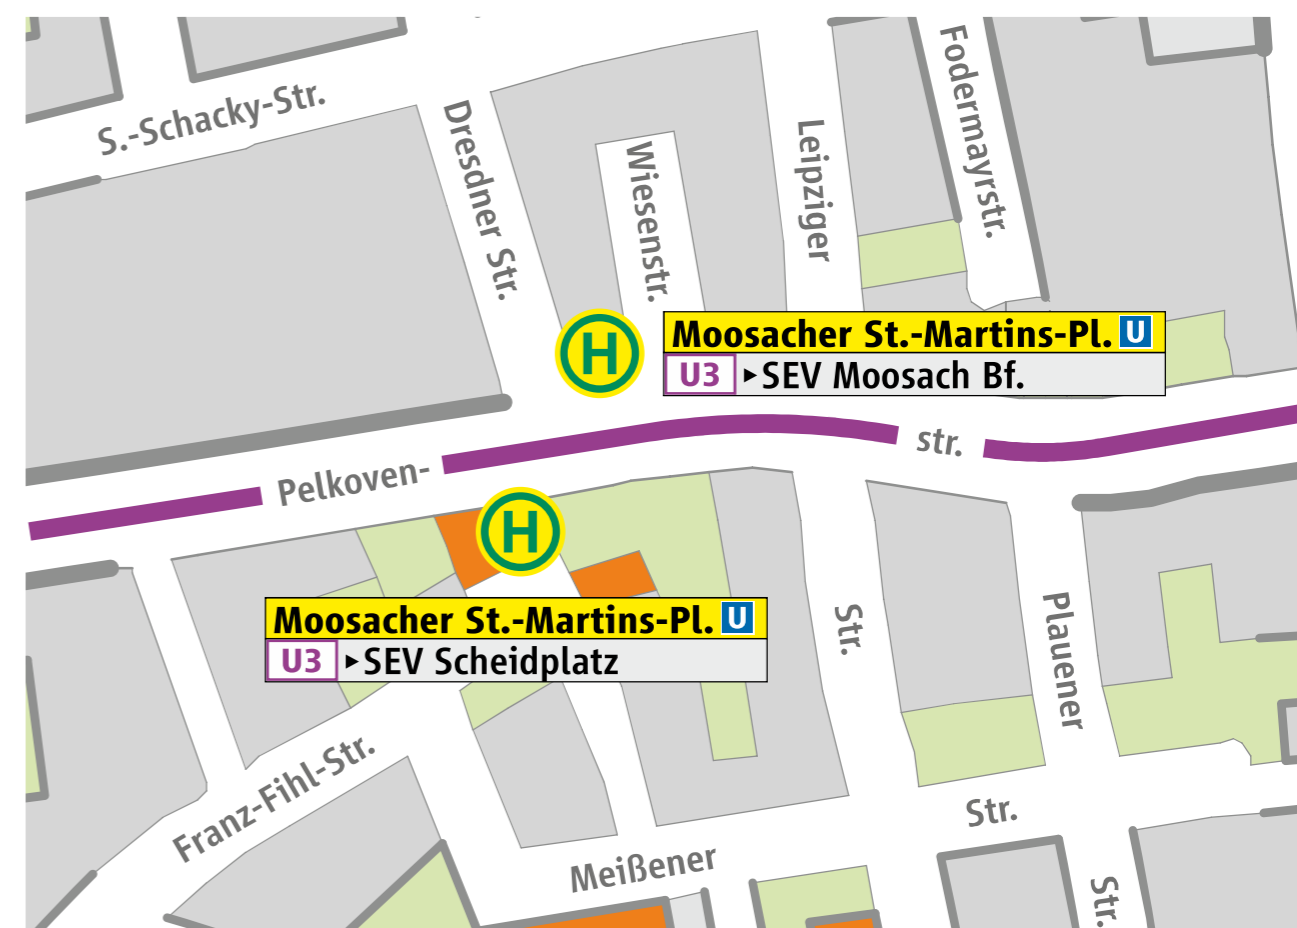 S.-Schacky-Str.
Dresdner Str.
Wiesenstr.
Leipziger
Fodermayrstr.
H
Moosacher St.-Martins-Pl. U
U3 ▸SEV Moosach Bf.
str.
Pelkoven-
H
Moosacher St.-Martins-Pl. U
U3 ▸SEV Scheidplatz
Str.
Plauener
Franz-Fihl-Str.
Str.
Meißener
Str.